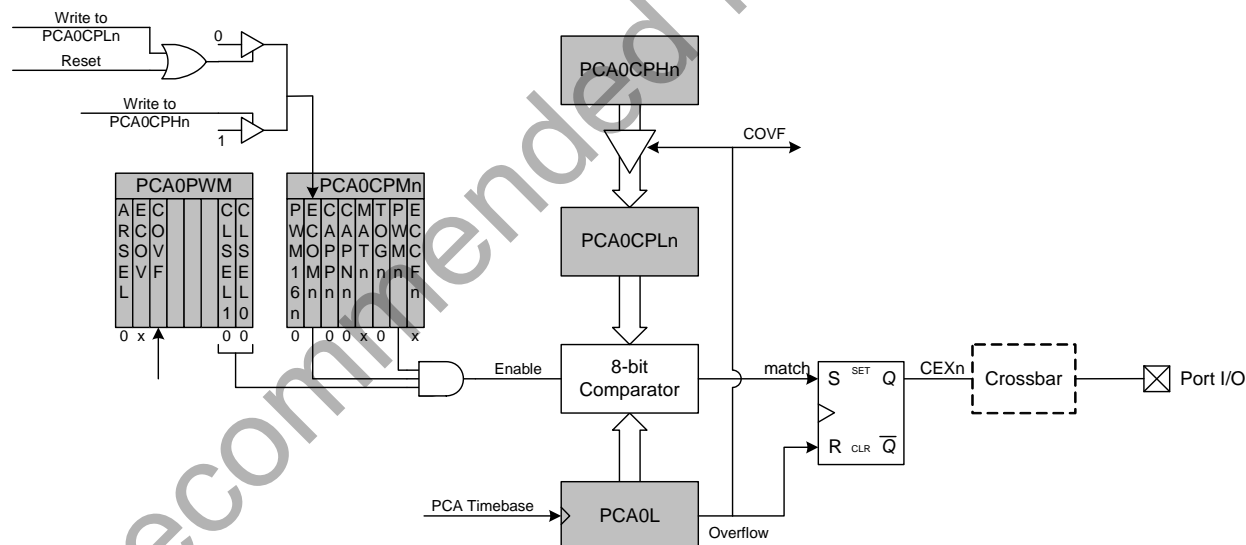 Write to
PCA0CPLn
Reset
0
Write to
PCA0CPHn
1
PCA0CPHn
COVF
PCA0PWM
ARSEL
ECOV
COVF
CLSEL1
CLSEL0
0 x 0 0
PCA0CPMn
PWM16n
ECOMn
CAPPn
CAPNn
MATn
TOGn
PWMn
ECCFn
0 0 0 x 0 x
PCA0CPLn
Enable
8-bit
Comparator
match
S SET Q
R CLR Q
CEXn
Crossbar
Port I/O
PCA Timebase
PCA0L
Overflow
ecommended